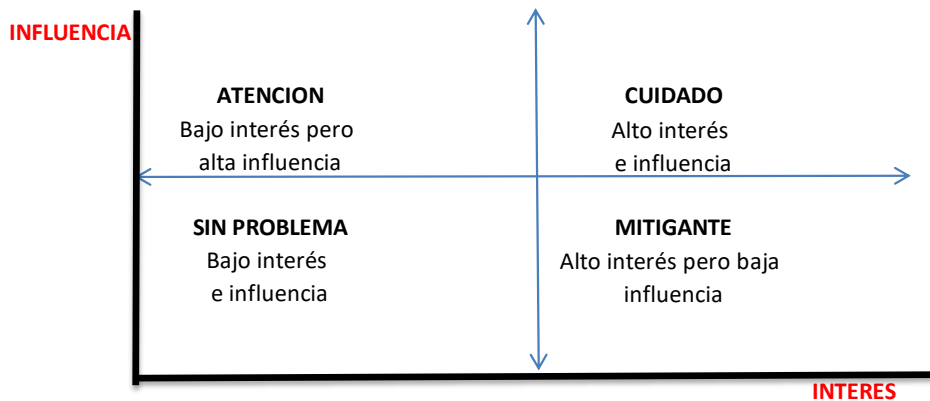 INFLUENCIA
ATENCION
Bajo interés pero
alta influencia
CUIDADO
Alto interés
e influencia
SIN PROBLEMA
Bajo interés
e influencia
MITIGANTE
Alto interés pero baja
influencia
INTERES